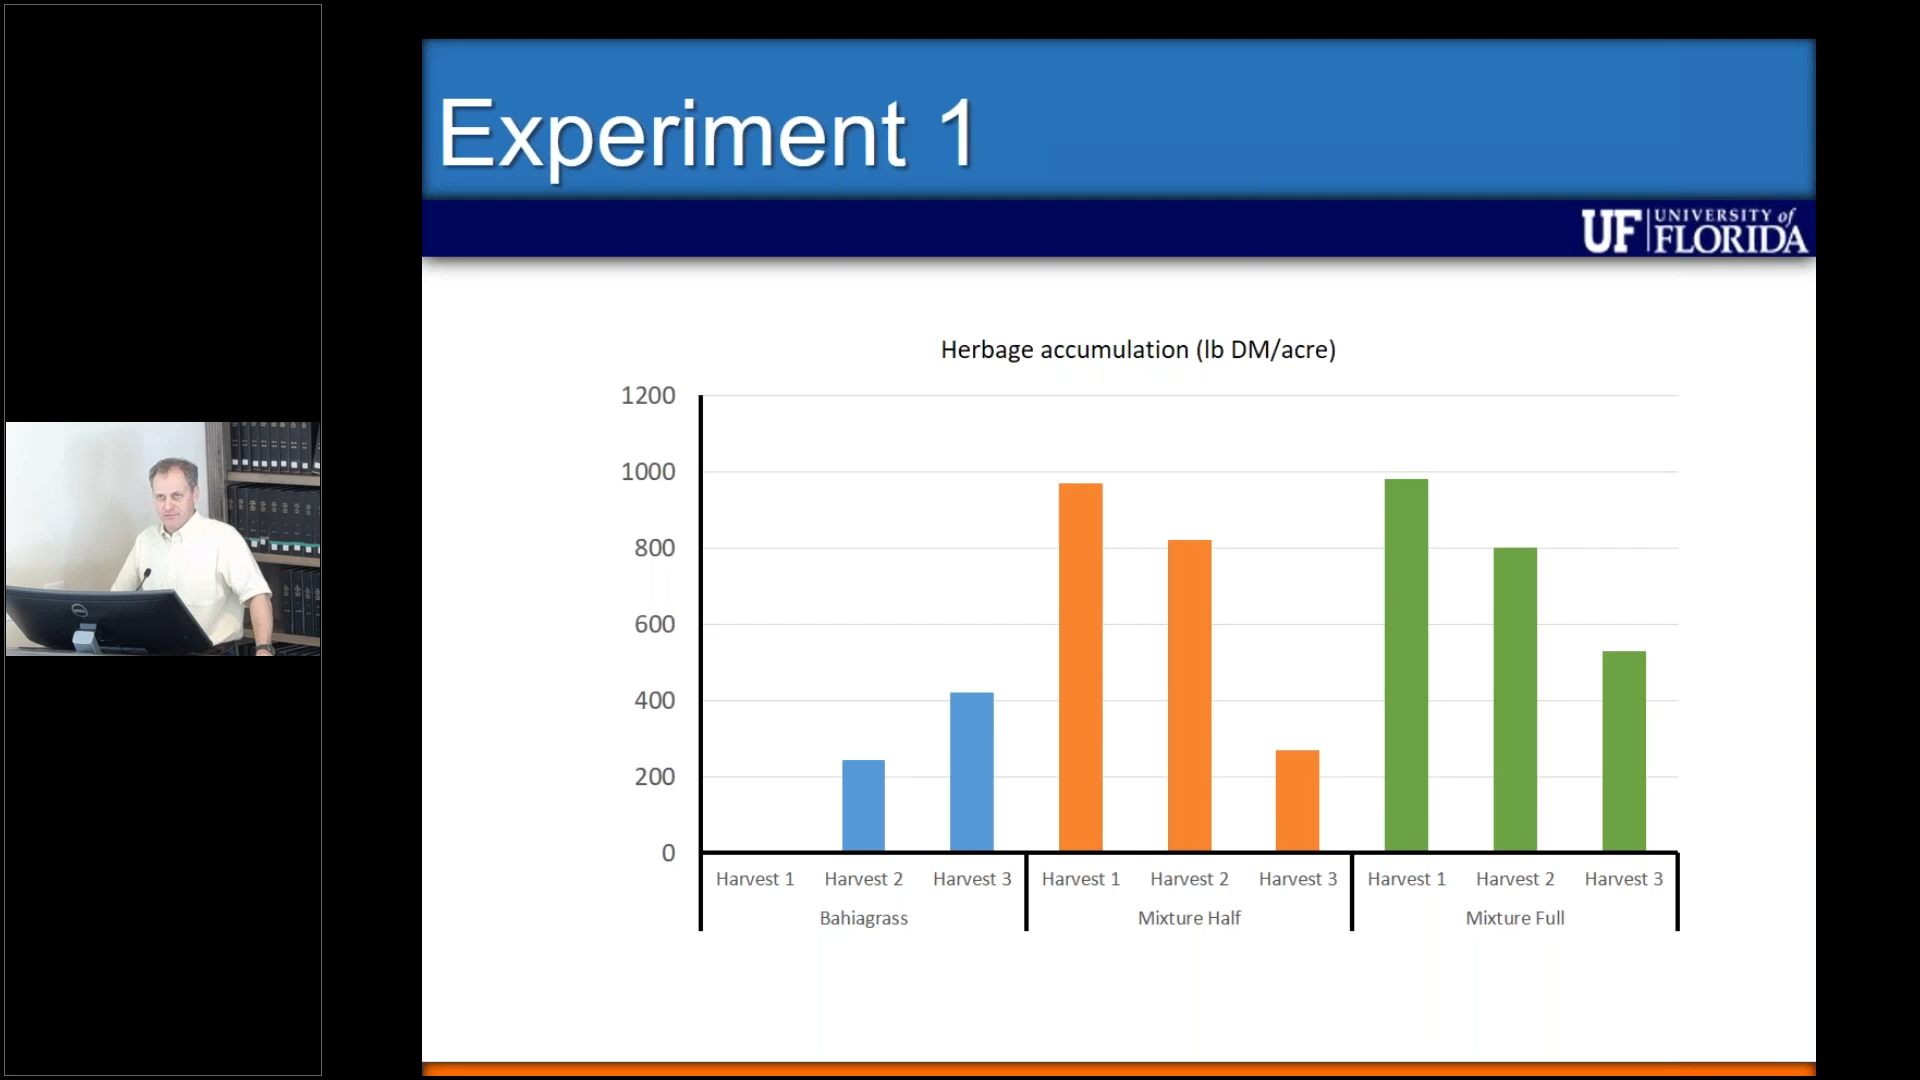 Experiment 1
UF UNIVERSITY of
FLORIDA
Herbage accumulation (lb DM/acre)
1200
1000
800
600
400
200
0
Harvest 1 Harvest 2 Harvest 3 Harvest 1 Harvest 2 Harvest 3 Harvest 1 Harvest 2 Harvest 3
Bahiagrass Mixture Half Mixture Full
DELL